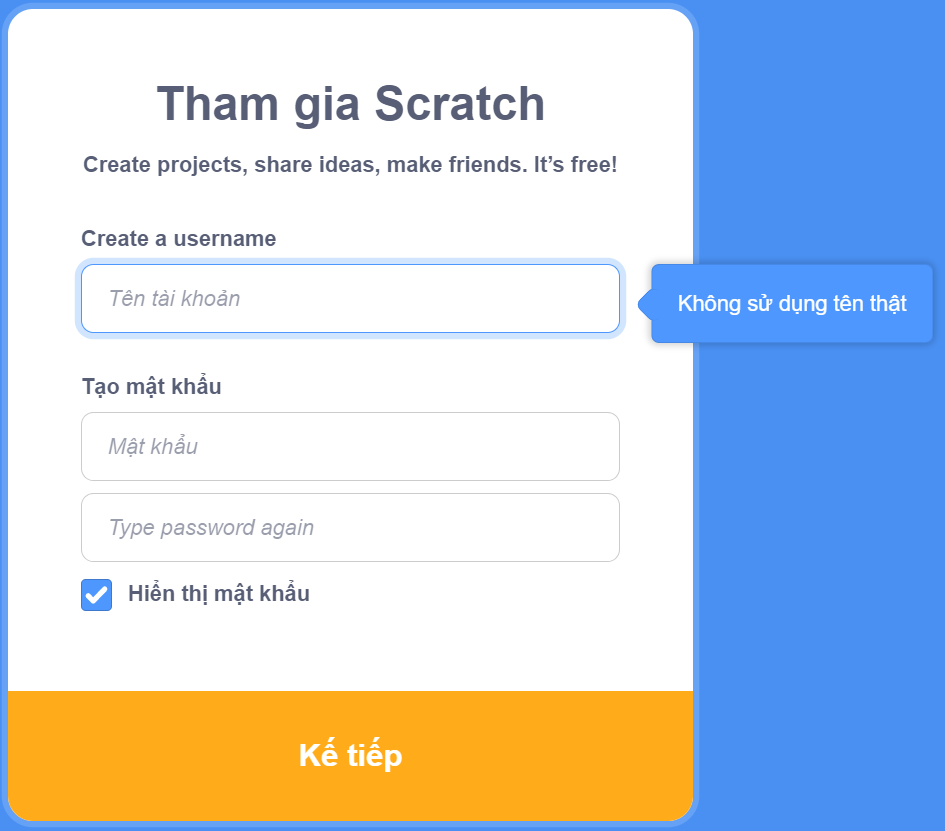 Tham gia Scratch
Create projects, share ideas, make friends. It’s free!
Create a username
Tên tài khoản
Không sử dụng tên thật
Tạo mật khẩu
Mật khẩu
Type password again
Hiển thị mật khẩu
Kế tiếp